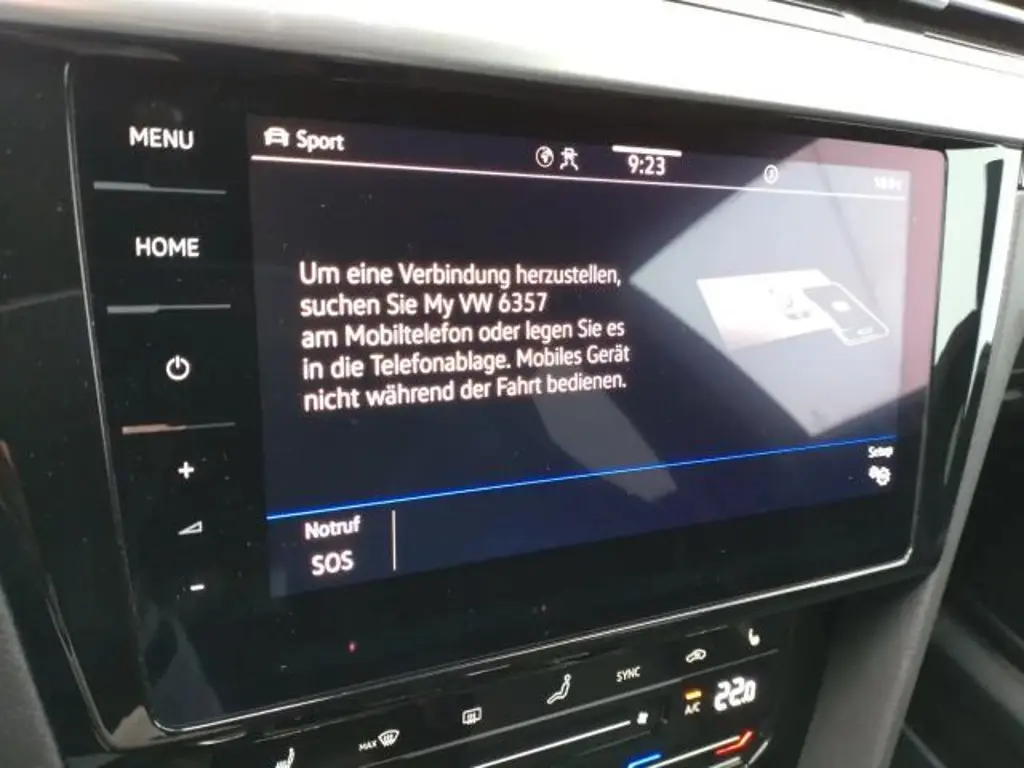 MENU
HOME
+
-
Sport
9:23
Um eine Verbindung herzustellen,
suchen Sie My VW 6357
am Mobiltelefon oder legen Sie es
in die Telefonablage. Mobiles Gerät
nicht während der Fahrt bedienen.
Setup
Notruf
SOS
MAX
SYNC
A/C
22.0